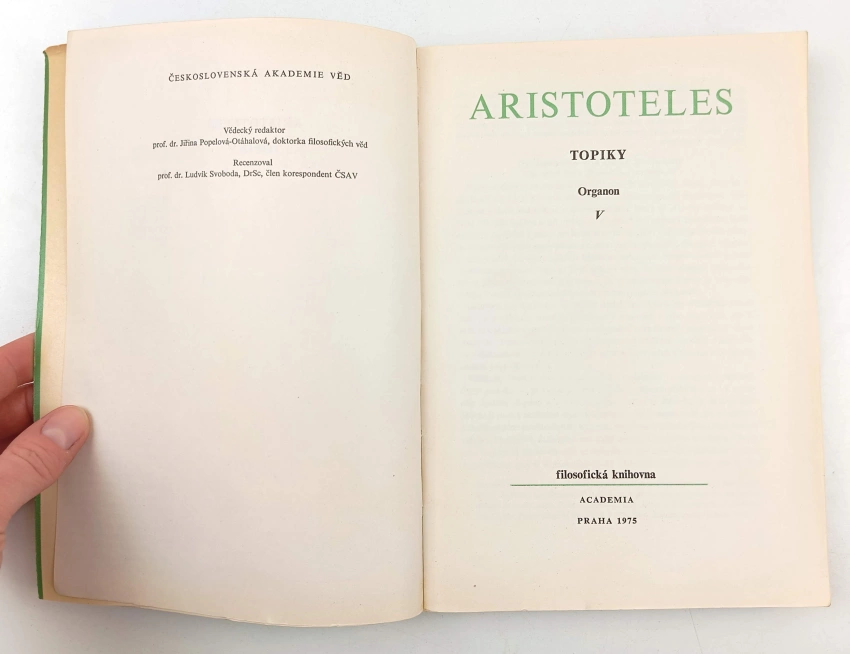 ČESKOSLOVENSKÁ AKADEMIE VĚD
Vědecký redaktor
prof. dr. Jiřina Popelová-Otáhalová, doktorka filosofických věd
Recenzoval
prof. dr. Ludvík Svoboda, DrSc, člen korespondent ČSAV
ARISTOTELES
TOPIKY
Organon
V
filosofická knihovna
ACADEMIA
PRAHA 1975